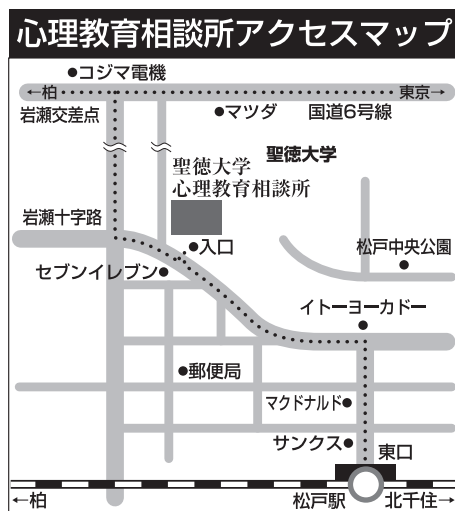 心理教育相談所アクセスマップ
●コジマ電機
←柏
東京→
岩瀬交差点
●マツダ
国道6号線
聖徳大学
聖徳大学
心理教育相談所
岩瀬十字路
●入口
松戸中央公園
セブンイレブン●
イトーヨーカドー
●郵便局
マクドナルド●
サンクス●
東口
←柏
松戸駅
北千住→